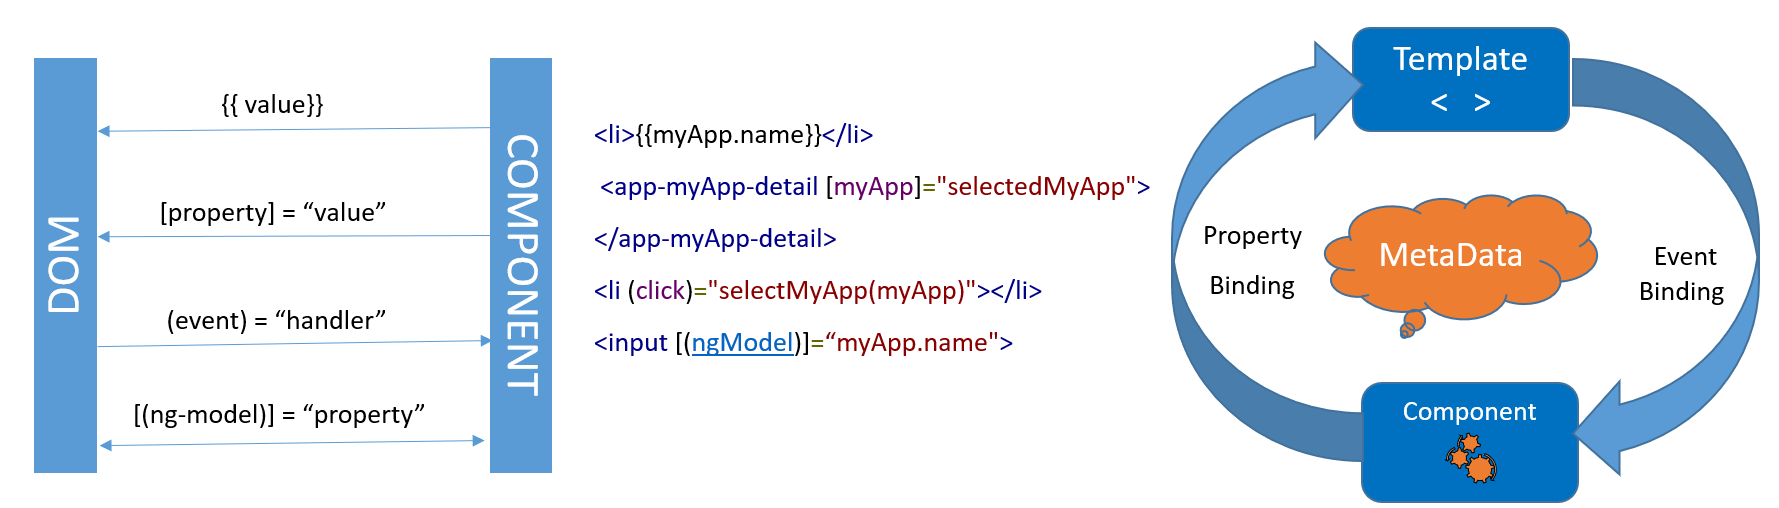 DOM
{{ value}}
[property] = “value”
(event) = “handler”
[(ng-model)] = “property”
COMPONENT
<li>{{myApp.name}}</li>
<app-myApp-detail [myApp]="selectedMyApp">
</app-myApp-detail>
<li (click)="selectMyApp(myApp)"></li>
<input [(ngModel)]=“myApp.name">
Template
< >
Property
Binding
MetaData
Event
Binding
Component